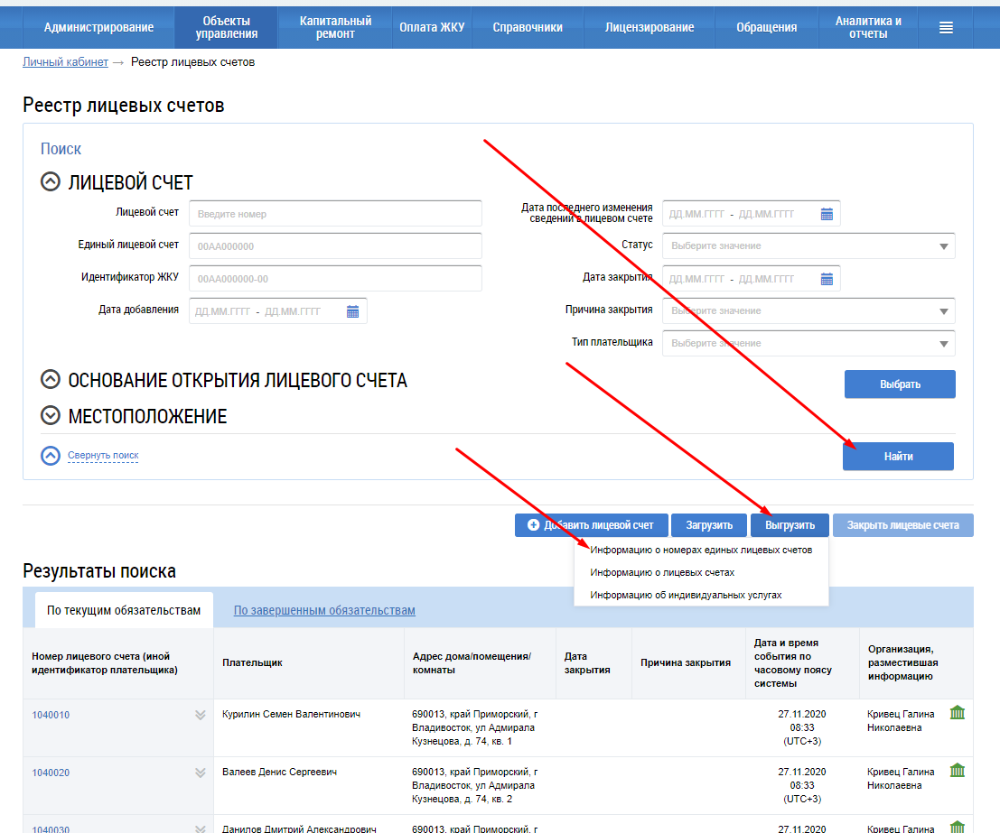 Администрирование
Объекты
управления
Капитальный
ремонт
Оплата ЖКУ
Справочники
Лицензирование
Обращения
Аналитика и
отчеты
Личный кабинет → Реестр лицевых счетов
Реестр лицевых счетов
Поиск
ЛИЦЕВОЙ СЧЕТ
Лицевой счет
Введите номер
Единый лицевой счет
00AA000000
Идентификатор ЖКУ
00AA000000-00
Дата добавления
ДД.ММ.ГГГГ - ДД.ММ.ГГГГ
Дата последнего изменения
сведений в лицевом счете
ДД.ММ.ГГГГ - ДД.ММ.ГГГГ
Статус
Выберите значение
Дата закрытия
ДД.ММ.ГГГГ - ДД.ММ.ГГГГ
Причина закрытия
Выберите значение
Тип плательщика
Выберите значение
ОСНОВАНИЕ ОТКРЫТИЯ ЛИЦЕВОГО СЧЕТА
Выбрать
МЕСТОПОЛОЖЕНИЕ
Свернуть поиск
Найти
Добавить лицевой счет
Загрузить
Выгрузить
Закрыть лицевые счета
Информацию о номерах единых лицевых счетов
Информацию о лицевых счетах
Информацию об индивидуальных услугах
Результаты поиска
По текущим обязательствам
По завершенным обязательствам
Номер лицевого счета (иной
идентификатор плательщика)
Плательщик
Адрес дома/помещения/
комнаты
Дата
закрытия
Причина закрытия
Дата и время
события по
часовому поясу
системы
Организация,
разместившая
информацию
1040010
Курилин Семен Валентинович
690013, край Приморский, г
Владивосток, ул Адмирала
Кузнецова, д. 74, кв. 1
27.11.2020
08:33
(UTC+3)
Кривец Галина
Николаевна
1040020
Валеев Денис Сергеевич
690013, край Приморский, г
Владивосток, ул Адмирала
Кузнецова, д. 74, кв. 2
27.11.2020
08:33
(UTC+3)
Кривец Галина
Николаевна
1040030
Данилов Дмитрий Александрович
690013, край Приморский, г
27.11.2020
Кривец Галина